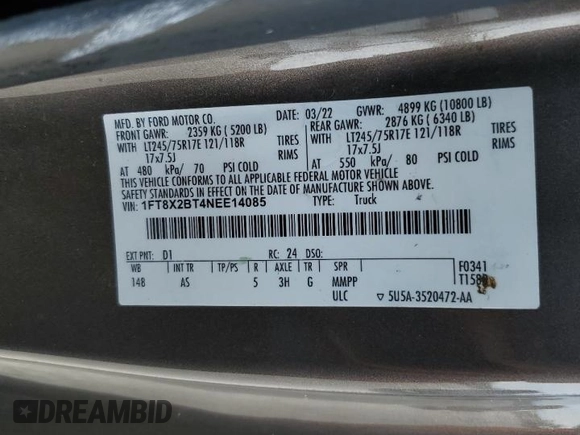 MFD. BY FORD MOTOR CO. DATE: 03/22 GVWR: 4899 KG (10800 LB)
FRONT GAWR: 2359 KG ( 5200 LB) REAR GAWR: 2876 KG ( 6340 LB)
WITH LT245/75R17E 121/118R TIRES WITH LT245/75R17E 121/118R TIRES
17x7.5J RIMS 17x7.5J RIMS
AT 480 kPa/ 70 PSI COLD AT 550 kPa/ 80 PSI COLD
THIS VEHICLE CONFORMS TO ALL APPLICABLE FEDERAL MOTOR VEHICLE
SAFETY STANDARDS IN EFFECT ON THE DATE OF MANUFACTURE SHOWN ABOVE.
VIN: 1FT8X2BT4NEE14085 TYPE: Truck
EXT PNT: D1 RC: 24 DSO:
WB INT TR TP/PS R AXLE TR SPR F0341
14B AS 5 3H G MMPP
ULC ▽ 5U5A-3520472-AA
DREAMBID